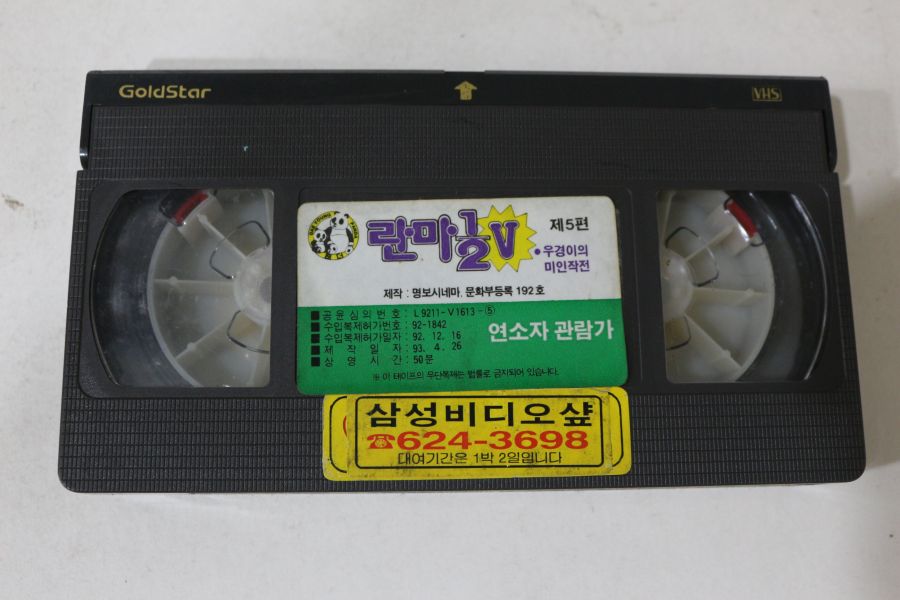 GoldStar
VHS
THE YOUNG
란마½ V
제5편
• 우경이의
미인작전
제작 : 명보시네마. 문화부등록 192호
■ 공윤심의번호 : L9211-V1613-⑤
■ 수입복제허가번호 : 92-1842
■ 수입복제허가일자 : 92. 12. 16
■ 제작일자 : 93. 4. 26
■ 상영시간 : 50분
연소자 관람가
※ 이 테이프의 무단복제는 법률로 금지되어 있습니다.
삼성비디오샾
☎624-3698
대여기간은 1박 2일입니다